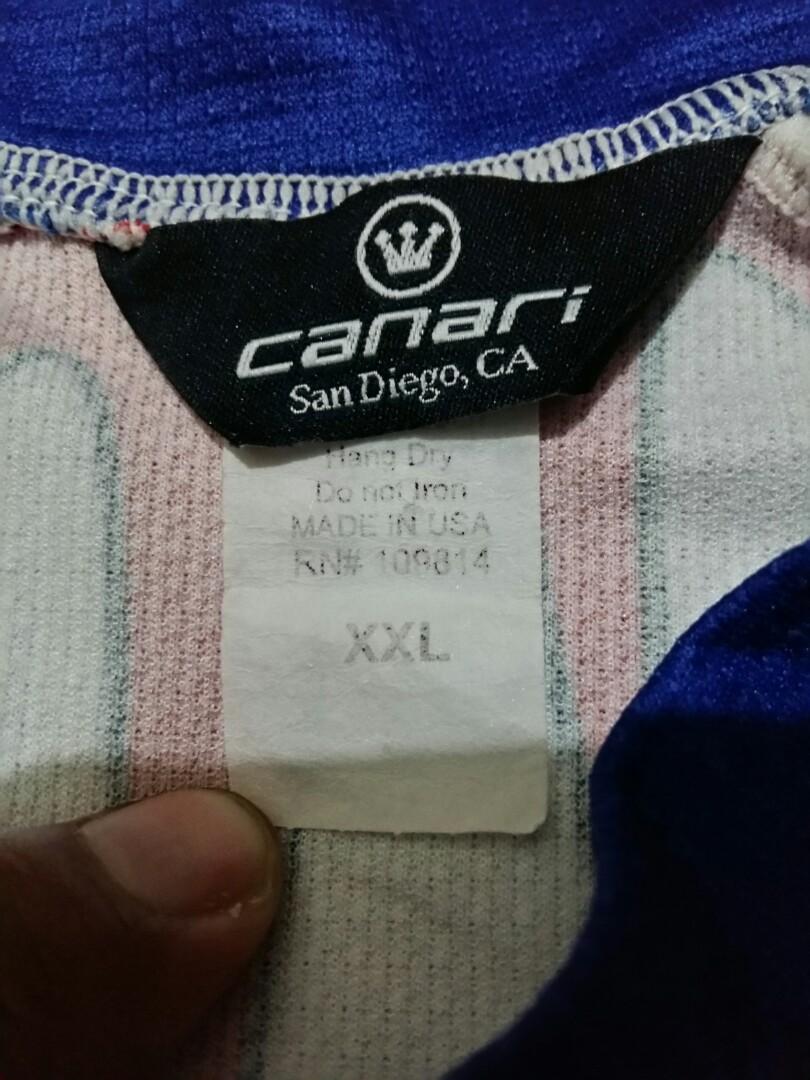 canari
San Diego, CA
Hang Dry
Do not Iron
MADE IN USA
RN# 109814
XXL